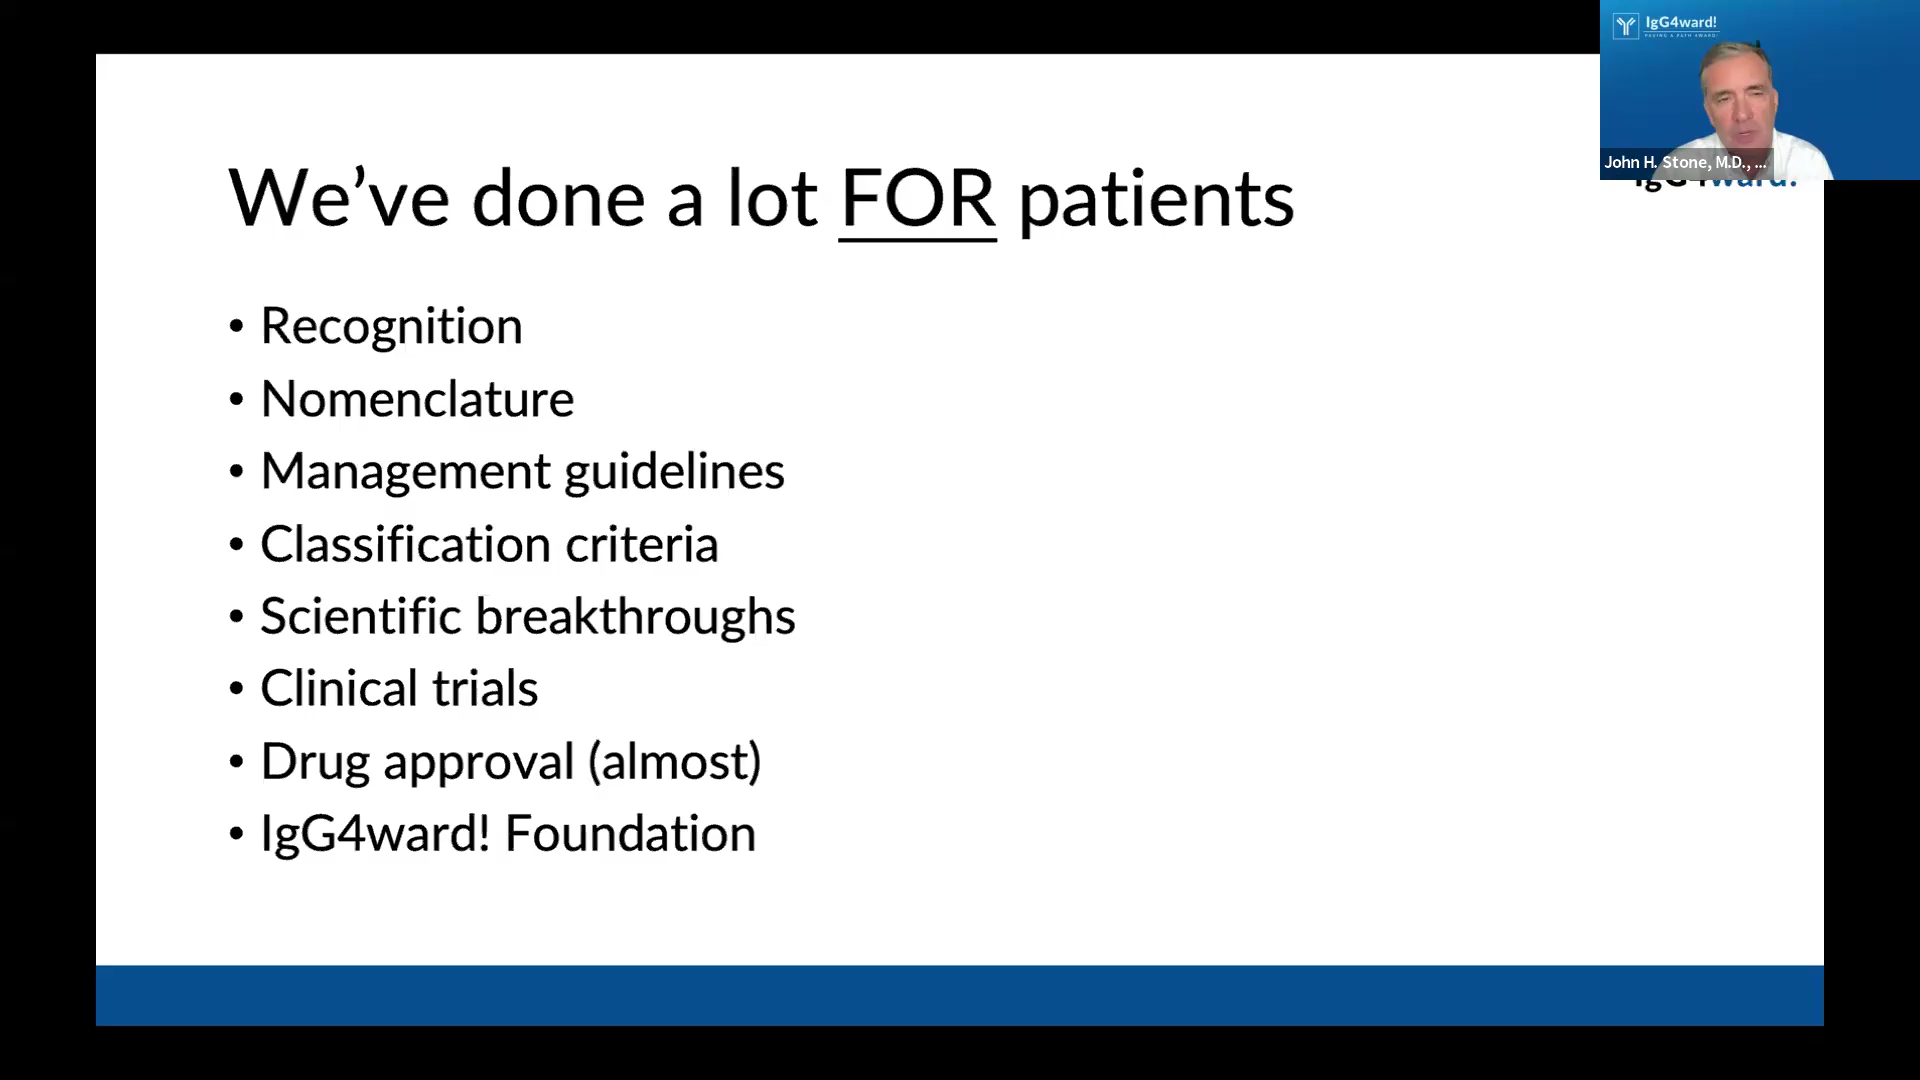 IgG4ward!
John H. Stone, M.D., ...
We’ve done a lot FOR patients
• Recognition
• Nomenclature
• Management guidelines
• Classification criteria
• Scientific breakthroughs
• Clinical trials
• Drug approval (almost)
• IgG4ward! Foundation